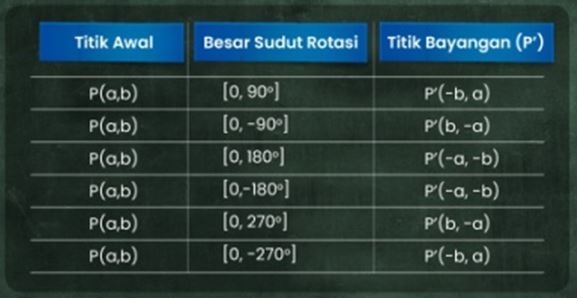 Titik Awal Besar Sudut Rotasi Titik Bayangan (P')
P(a,b) [0, 90°] P'(-b, a)
P(a,b) [0, -90°] P'(b, -a)
P(a,b) [0, 180°] P'(-a, -b)
P(a,b) [0,-180°] P'(-a, -b)
P(a,b) [0, 270°] P'(b, -a)
P(a,b) [0, -270°] P'(-b, a)